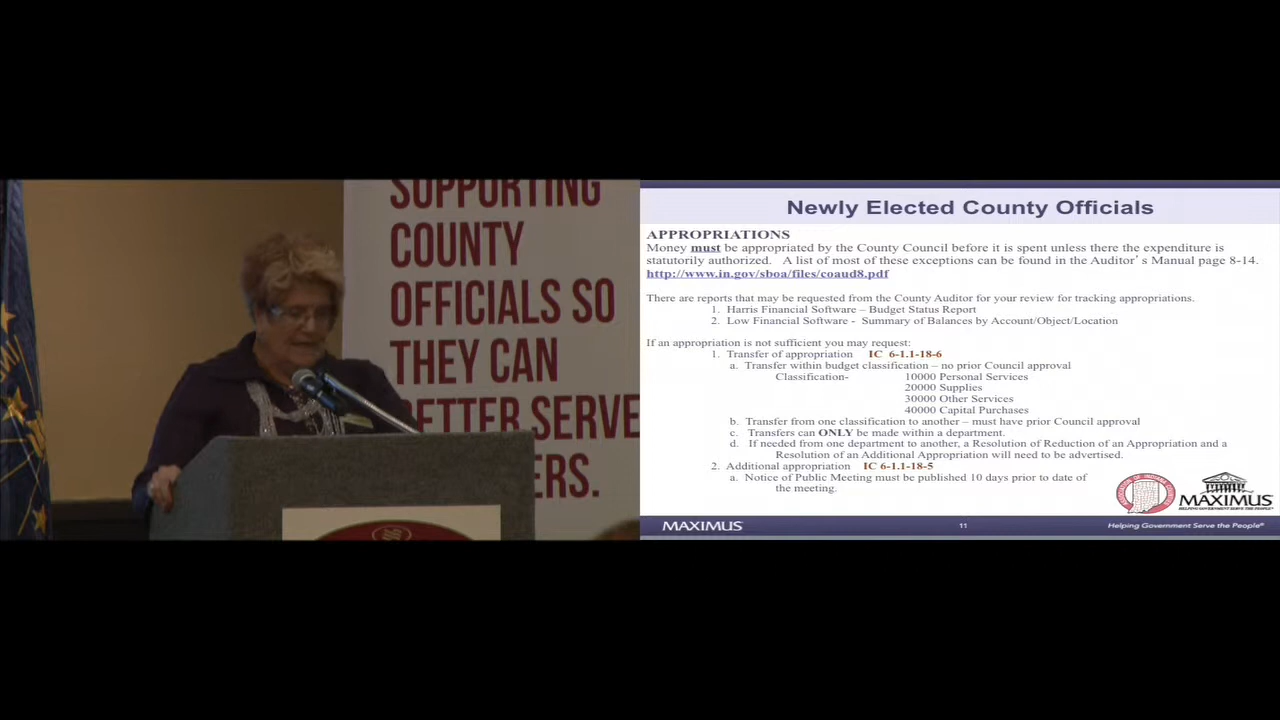 SUPPORTING
COUNTY
OFFICIALS SO
THEY CAN
BETTER SERVE
ERS.
Newly Elected County Officials
APPROPRIATIONS
Money must be appropriated by the County Council before it is spent unless there the expenditure is
statutorily authorized. A list of most of these exceptions can be found in the Auditor's Manual page 8-14.
http://www.in.gov/sboa/files/coaud8.pdf
There are reports that may be requested from the County Auditor for your review for tracking appropriations.
1. Harris Financial Software – Budget Status Report
2. Low Financial Software - Summary of Balances by Account/Object/Location
If an appropriation is not sufficient you may request:
1. Transfer of appropriation IC 6-1.1-18-6
a. Transfer within budget classification – no prior Council approval
Classification- 10000 Personal Services
20000 Supplies
30000 Other Services
40000 Capital Purchases
b. Transfer from one classification to another – must have prior Council approval
c. Transfers can ONLY be made within a department.
d. If needed from one department to another, a Resolution of Reduction of an Appropriation and a
Resolution of an Additional Appropriation will need to be advertised.
2. Additional appropriation IC 6-1.1-18-5
a. Notice of Public Meeting must be published 10 days prior to date of
the meeting.
MAXIMUS
HELPING GOVERNMENT SERVE THE PEOPLE
MAXIMUS
11
Helping Government Serve the People®